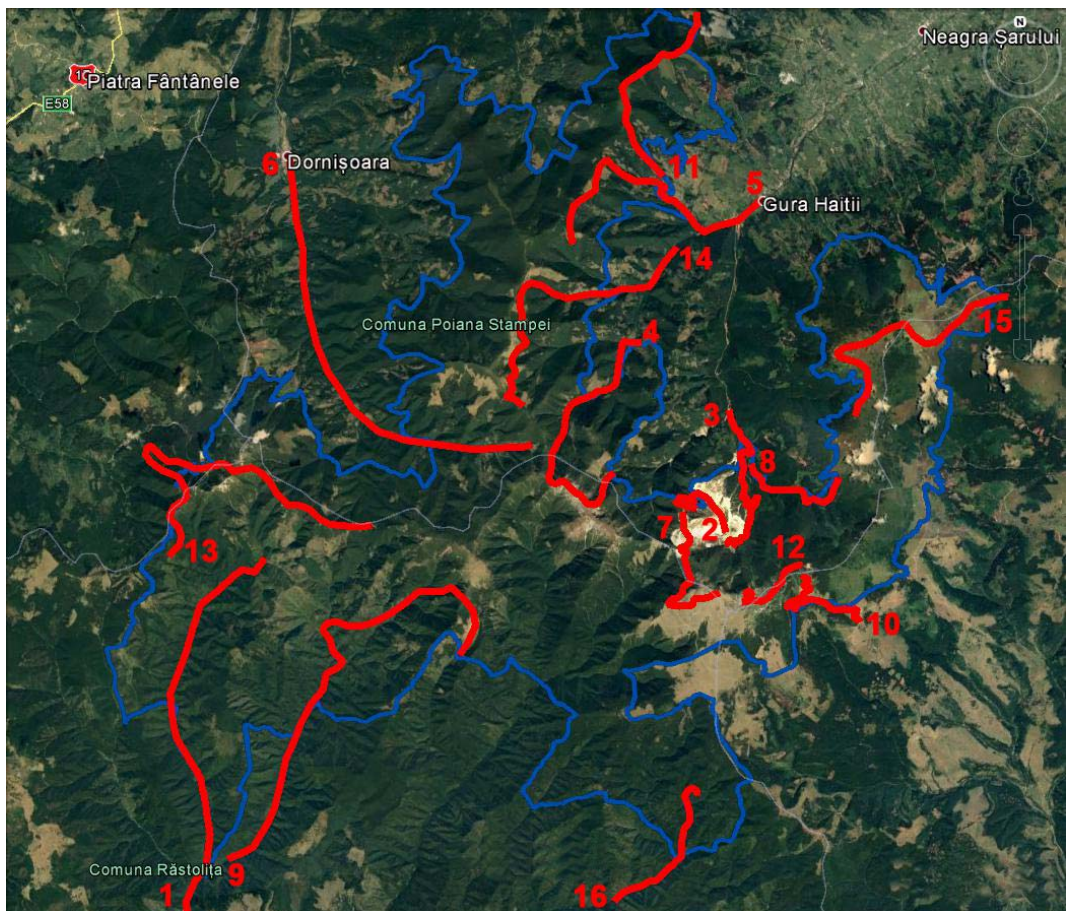 N
Neagra Șarului
Piatra Fântânele
E58
6 Dornișoara
11
5
Gura Haitii
14
15
Comuna Poiana Stampei
4
3
8
7
2
13
12
10
Comuna Răstolița
9
1
16